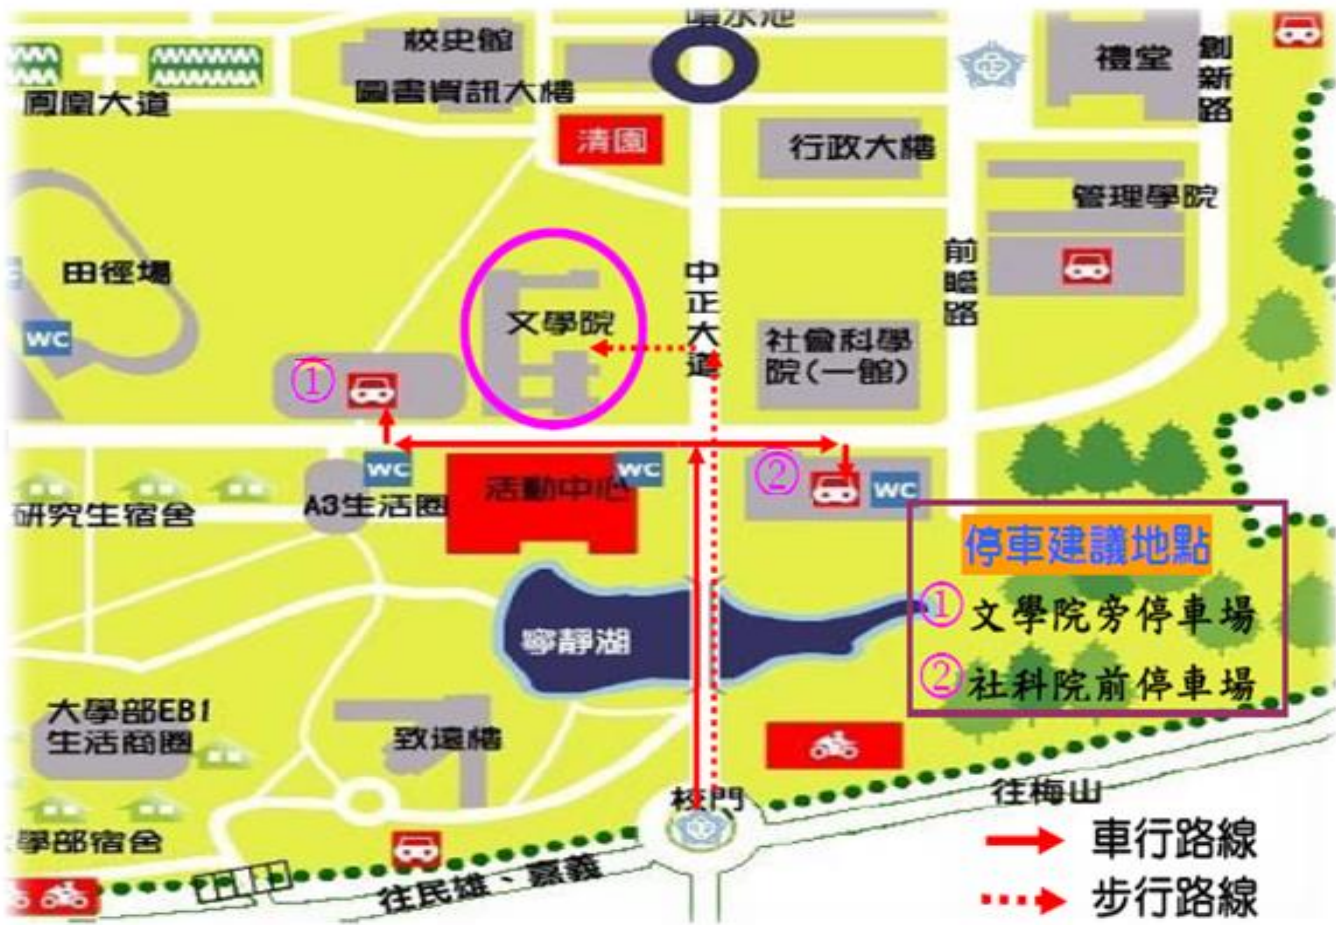 噴水池
校史館
禮堂
創新路
圖書資訊大樓
鳳凰大道
清園
行政大樓
管理學院
田徑場
中正大道
前瞻路
文學院
WC
社會科學
院(一館)
①
WC
活動中心
WC
②
WC
A3生活圈
研究生宿舍
停車建議地點
①文學院旁停車場
②社科院前停車場
寧靜湖
大學部EB1
生活商圈
致遠樓
校門
往梅山
學部宿舍
往民雄、嘉義
車行路線
步行路線